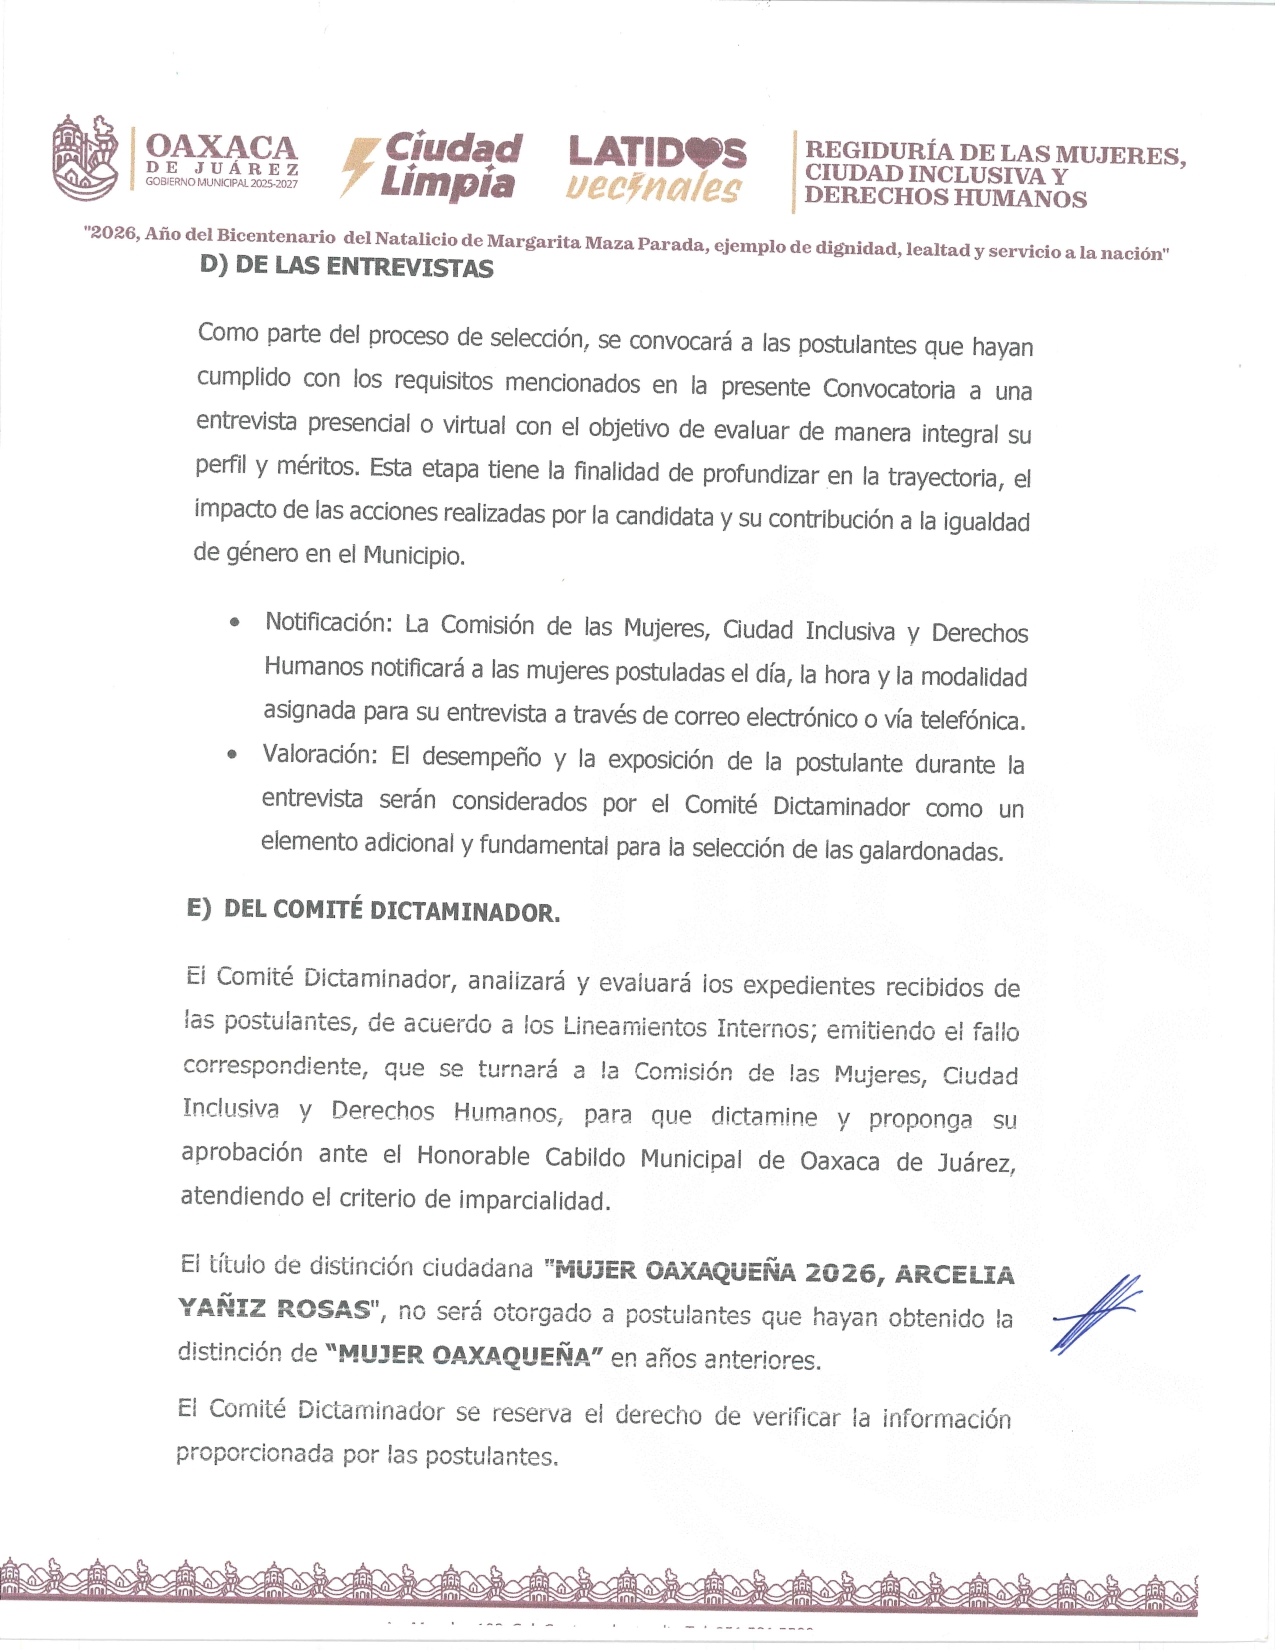 OAXACA
DE JUÁREZ
GOBIERNO MUNICIPAL 2025-2027
Ciudad
Limpia
LATIDOS
vecinales
REGIDURÍA DE LAS MUJERES,
CIUDAD INCLUSIVA Y
DERECHOS HUMANOS
"2026, Año del Bicentenario del Natalicio de Margarita Maza Parada, ejemplo de dignidad, lealtad y servicio a la nación"
D) DE LAS ENTREVISTAS
Como parte del proceso de selección, se convocará a las postulantes que hayan
cumplido con los requisitos mencionados en la presente Convocatoria a una
entrevista presencial o virtual con el objetivo de evaluar de manera integral su
perfil y méritos. Esta etapa tiene la finalidad de profundizar en la trayectoria, el
impacto de las acciones realizadas por la candidata y su contribución a la igualdad
de género en el Municipio.
• Notificación: La Comisión de las Mujeres, Ciudad Inclusiva y Derechos
Humanos notificará a las mujeres postuladas el día, la hora y la modalidad
asignada para su entrevista a través de correo electrónico o vía telefónica.
• Valoración: El desempeño y la exposición de la postulante durante la
entrevista serán considerados por el Comité Dictaminador como un
elemento adicional y fundamental para la selección de las galardonadas.
E) DEL COMITÉ DICTAMINADOR.
El Comité Dictaminador, analizará y evaluará los expedientes recibidos de
las postulantes, de acuerdo a los Lineamientos Internos; emitiendo el fallo
correspondiente, que se turnará a la Comisión de las Mujeres, Ciudad
Inclusiva y Derechos Humanos, para que dictamine y proponga su
aprobación ante el Honorable Cabildo Municipal de Oaxaca de Juárez,
atendiendo el criterio de imparcialidad.
El título de distinción ciudadana "MUJER OAXAQUEÑA 2026, ARCELIA
YAÑIZ ROSAS", no será otorgado a postulantes que hayan obtenido la
distinción de "MUJER OAXAQUEÑA" en años anteriores.
El Comité Dictaminador se reserva el derecho de verificar la información
proporcionada por las postulantes.